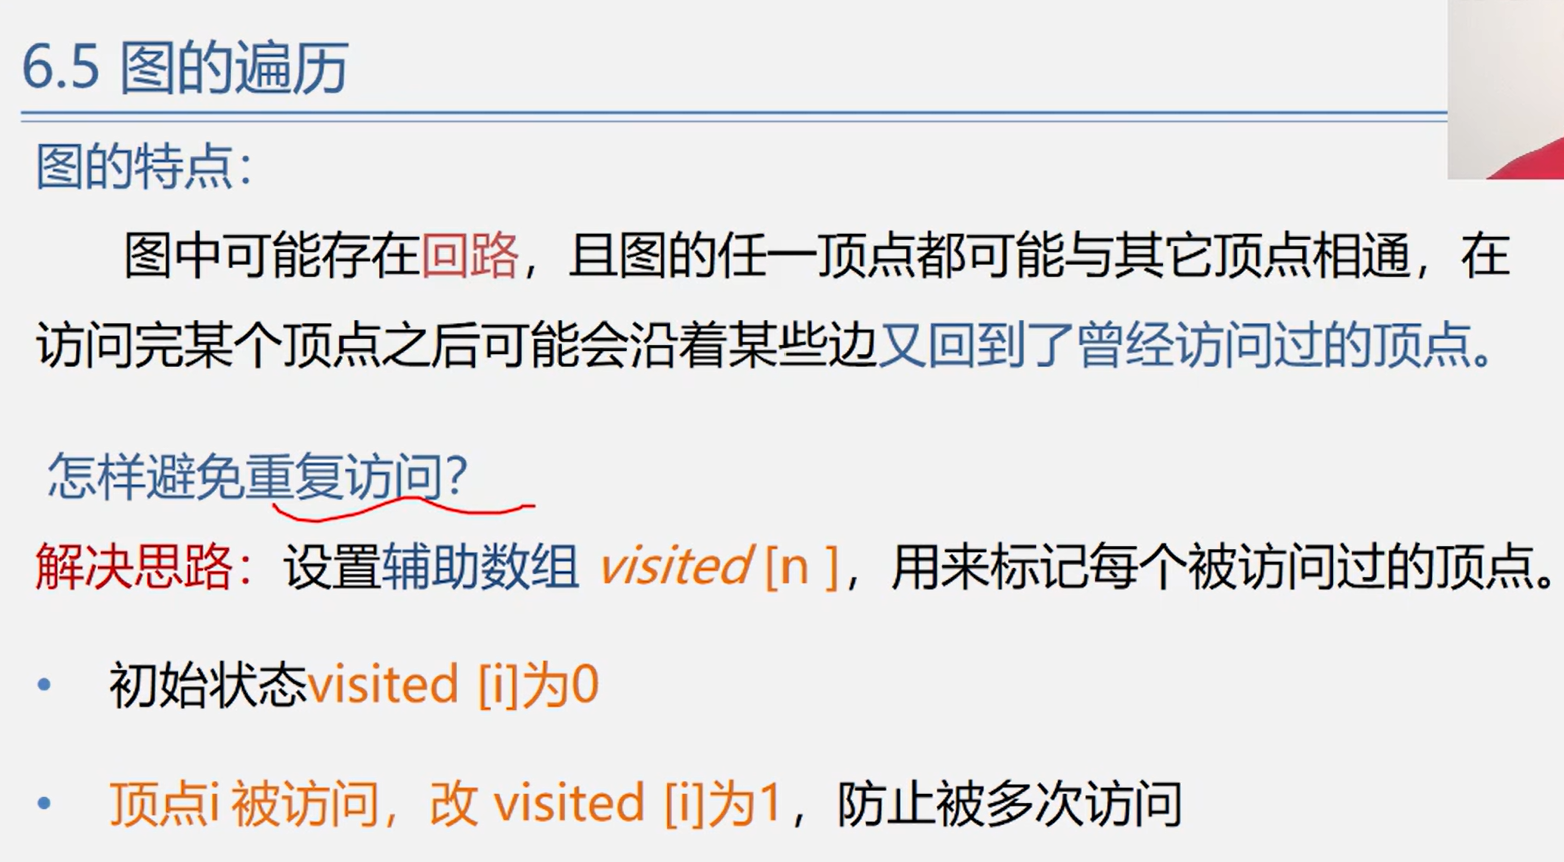 6.5 图的遍历
图的特点：
图中可能存在回路，且图的任一顶点都可能与其它顶点相通，在
访问完某个顶点之后可能会沿着某些边又回到了曾经访问过的顶点。
怎样避免重复访问？
解决思路：设置辅助数组 visited [n ]，用来标记每个被访问过的顶点。
• 初始状态visited [i]为0
• 顶点i 被访问，改 visited [i]为1，防止被多次访问